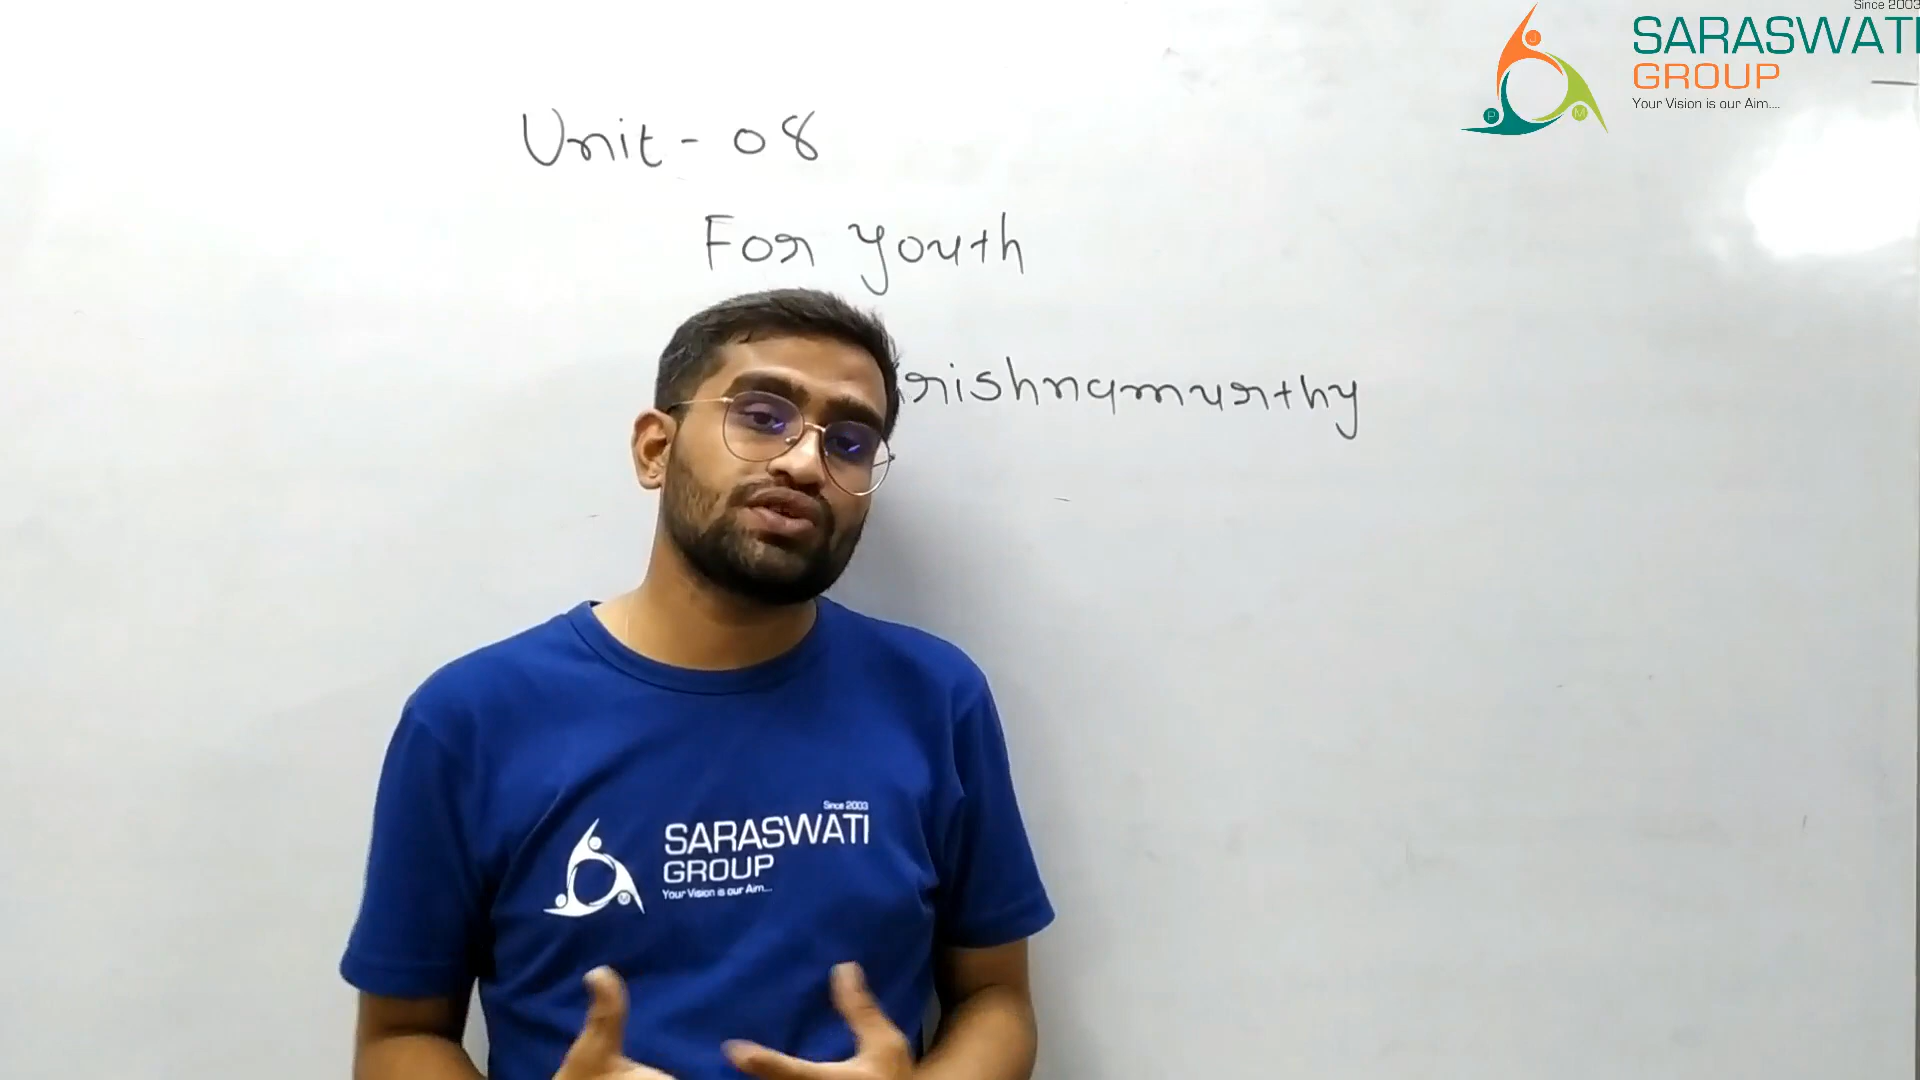 Since 2003
SARASWATI
GROUP
Your Vision is our Aim....
Unit - 08
For Youth
rishnamurthy
Since 2003
SARASWATI
GROUP
Your Vision is our Aim...